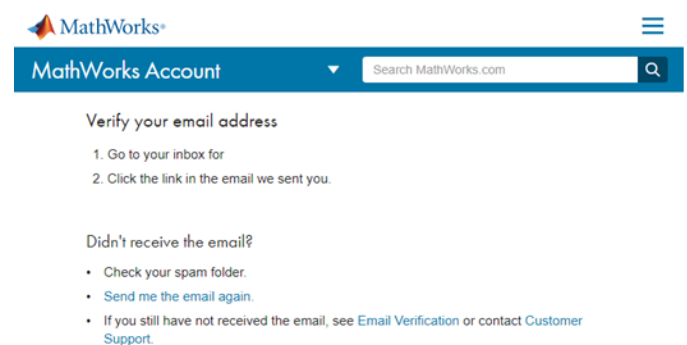 MathWorks®
MathWorks Account
Search MathWorks.com
Verify your email address
1. Go to your inbox for
2. Click the link in the email we sent you.
Didn't receive the email?
• Check your spam folder.
• Send me the email again.
• If you still have not received the email, see Email Verification or contact Customer
Support.